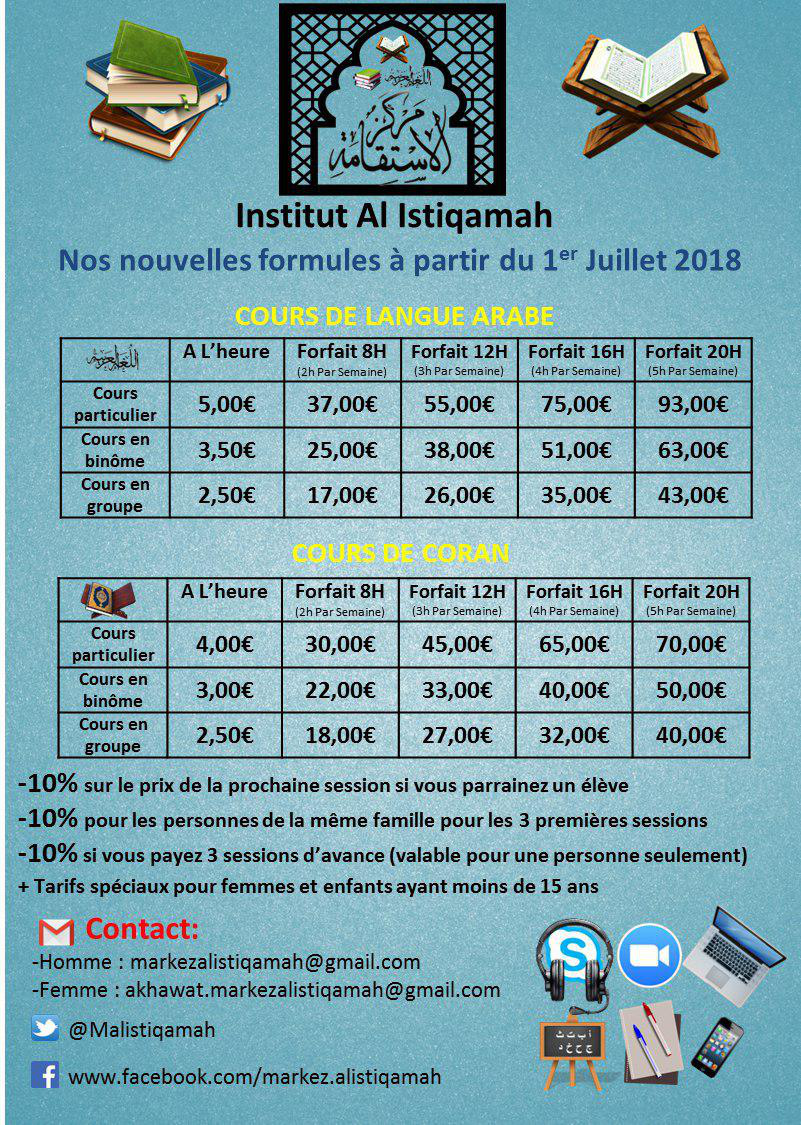 اللغة العربية
مركز
الاستقامة
Institut Al Istiqamah
Nos nouvelles formules à partir du 1er Juillet 2018
COURS DE LANGUE ARABE
اللغة العربية A L’heure Forfait 8H Forfait 12H Forfait 16H Forfait 20H
(2h Par Semaine) (3h Par Semaine) (4h Par Semaine) (5h Par Semaine)
Cours particulier 5,00€ 37,00€ 55,00€ 75,00€ 93,00€
Cours en binôme 3,50€ 25,00€ 38,00€ 51,00€ 63,00€
Cours en groupe 2,50€ 17,00€ 26,00€ 35,00€ 43,00€
COURS DE CORAN
A L’heure Forfait 8H Forfait 12H Forfait 16H Forfait 20H
(2h Par Semaine) (3h Par Semaine) (4h Par Semaine) (5h Par Semaine)
Cours particulier 4,00€ 30,00€ 45,00€ 65,00€ 70,00€
Cours en binôme 3,00€ 22,00€ 33,00€ 40,00€ 50,00€
Cours en groupe 2,50€ 18,00€ 27,00€ 32,00€ 40,00€
-10% sur le prix de la prochaine session si vous parrainez un élève
-10% pour les personnes de la même famille pour les 3 premières sessions
-10% si vous payez 3 sessions d’avance (valable pour une personne seulement)
+ Tarifs spéciaux pour femmes et enfants ayant moins de 15 ans
Contact:
-Homme : markezalistiqamah@gmail.com
-Femme : akhawat.markezalistiqamah@gmail.com
@Malistiqamah
www.facebook.com/markez.alistiqamah
S
أ ب ت ث
ج ح خ د